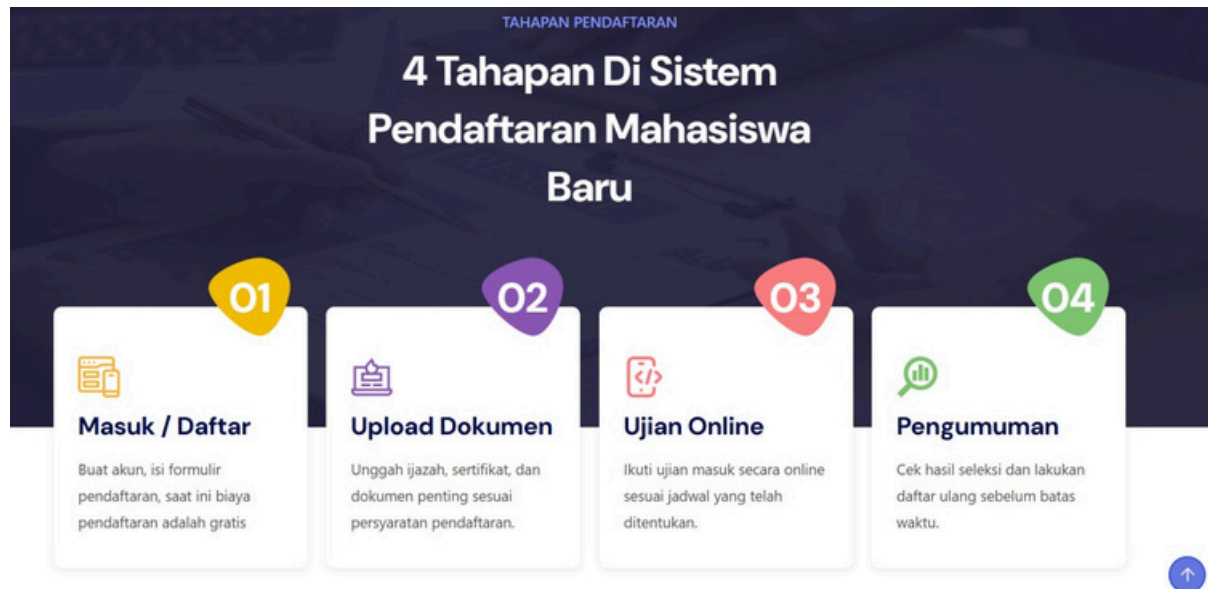 TAHAPAN PENDAFTARAN
4 Tahapan Di Sistem
Pendaftaran Mahasiswa
Baru
01
Masuk / Daftar
Buat akun, isi formulir
pendaftaran, saat ini biaya
pendaftaran adalah gratis
02
Upload Dokumen
Unggah ijazah, sertifikat, dan
dokumen penting sesuai
persyaratan pendaftaran.
03
Ujian Online
Ikuti ujian masuk secara online
sesuai jadwal yang telah
ditentukan.
04
Pengumuman
Cek hasil seleksi dan lakukan
daftar ulang sebelum batas
waktu.